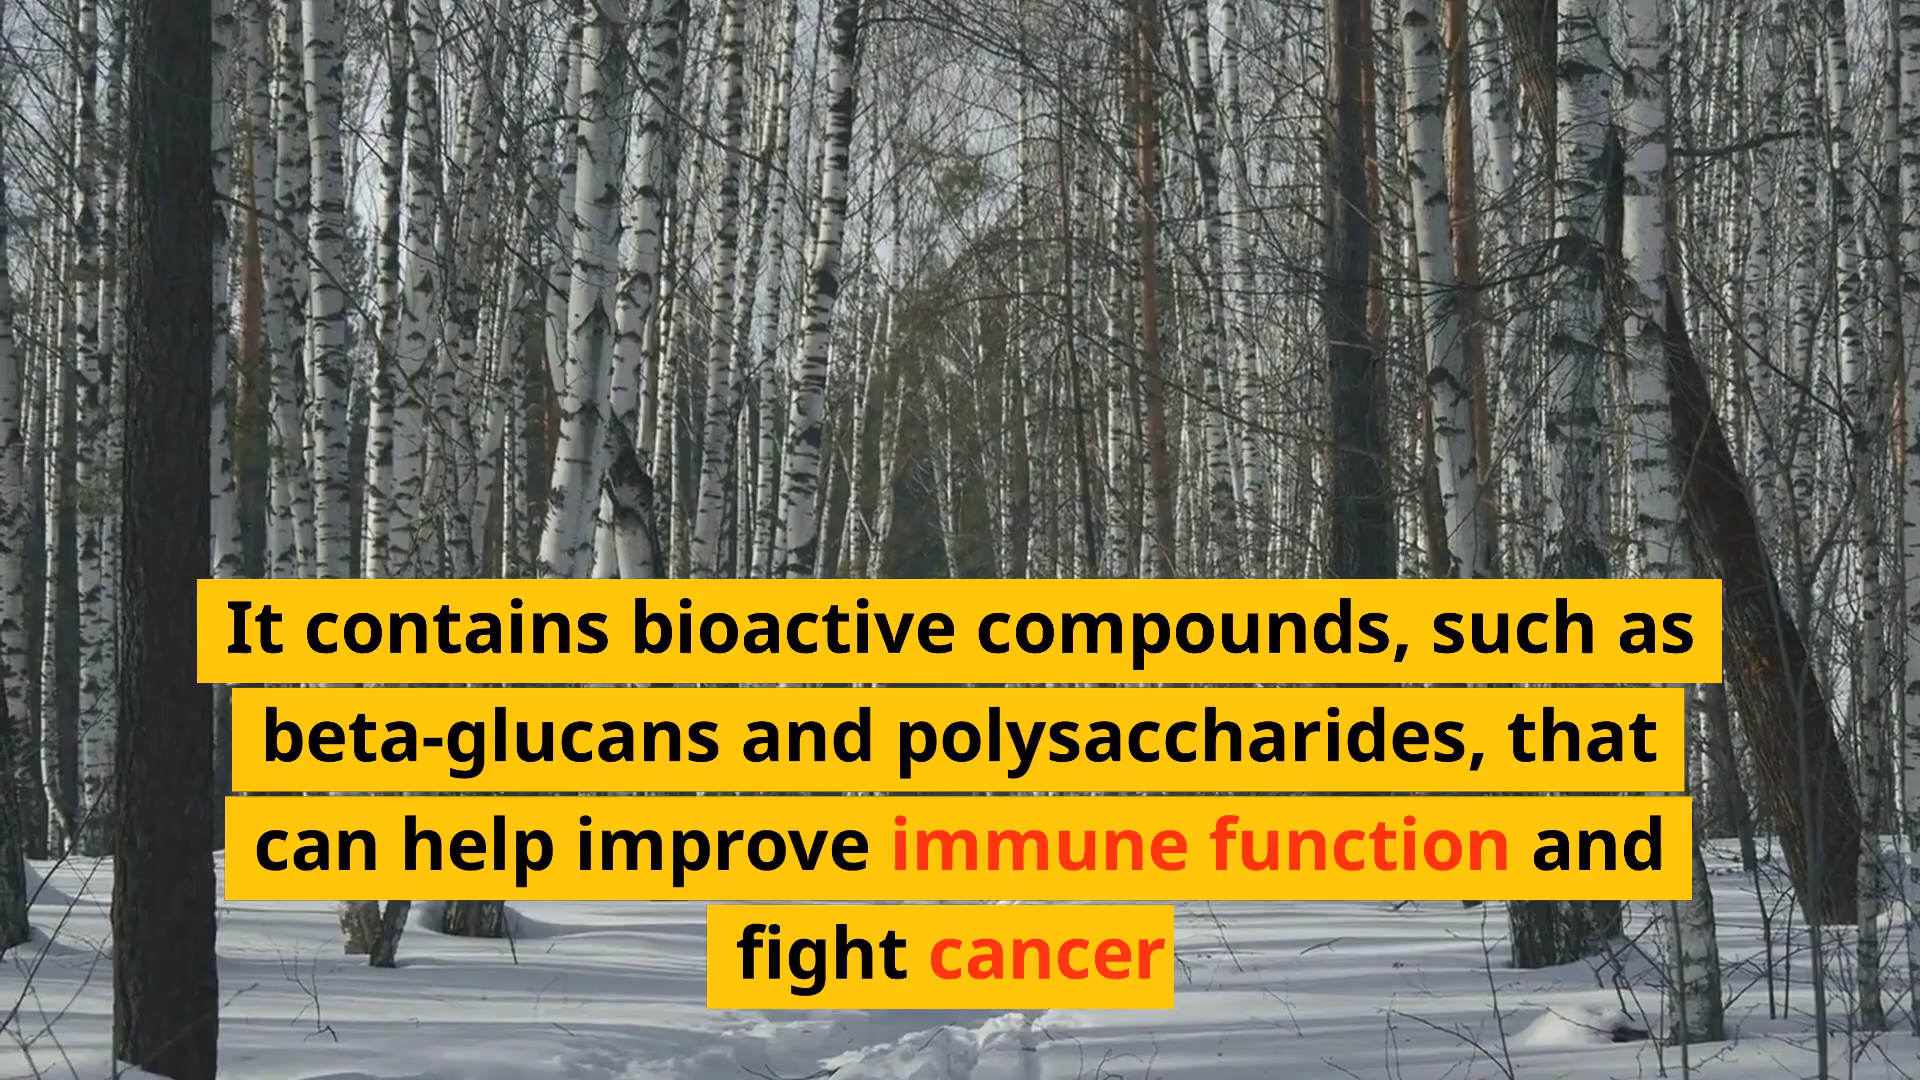 It contains bioactive compounds, such as
beta-glucans and polysaccharides, that
can help improve immune function and
fight cancer